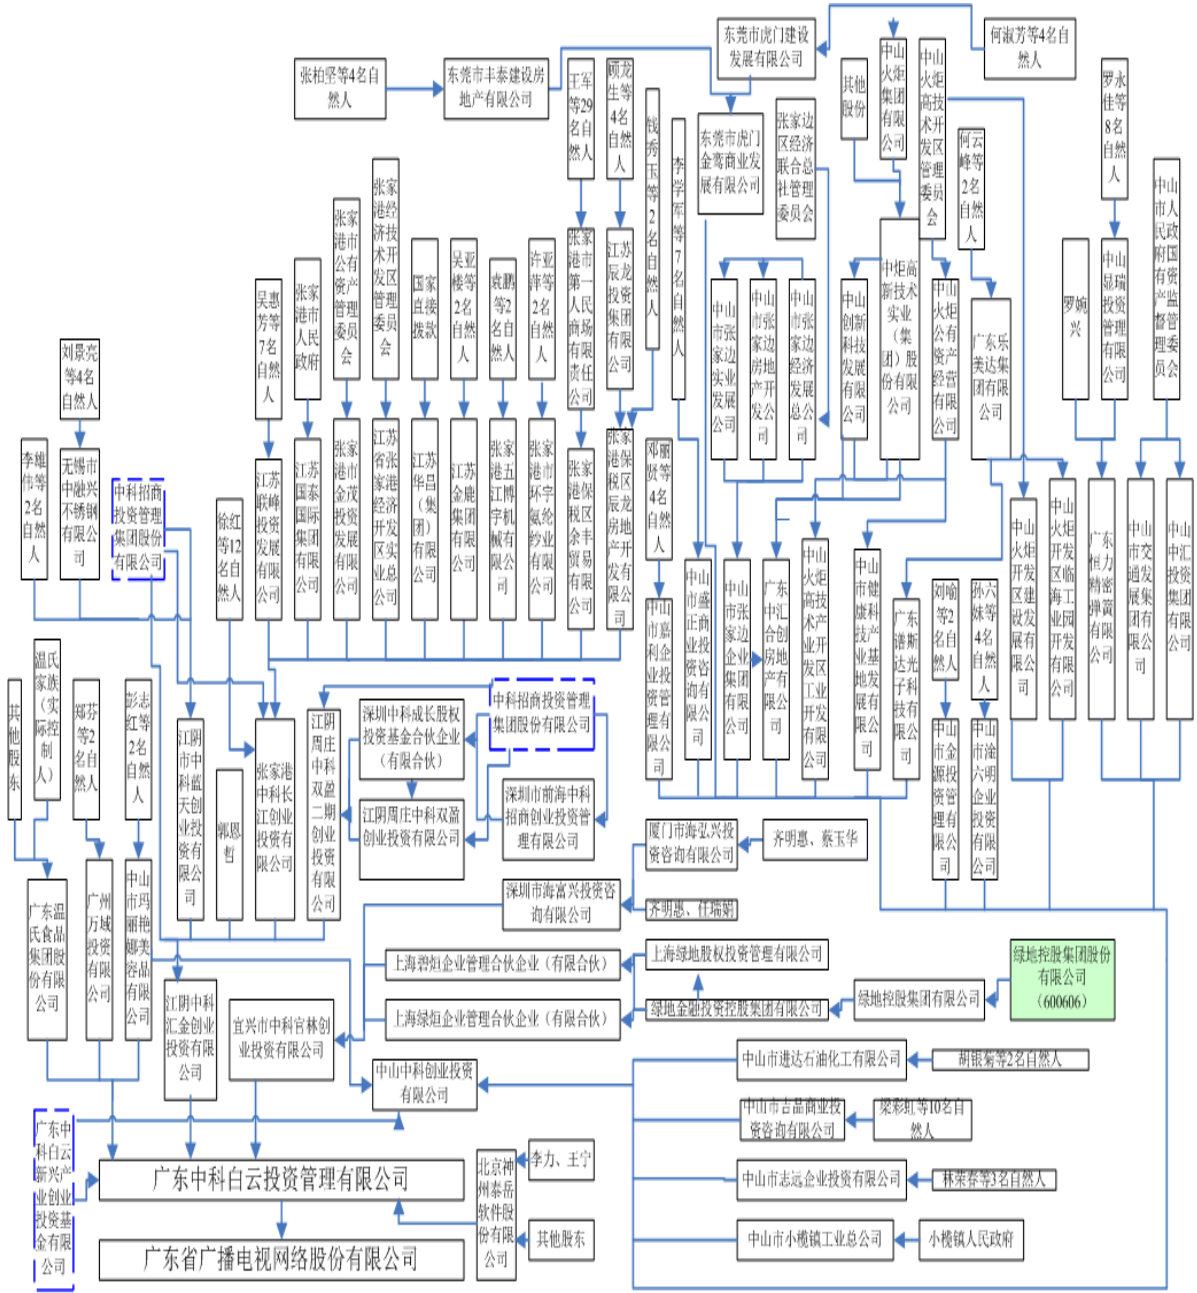 张柏坚等4名自
然人
东莞市丰泰建设房
地产有限公司
王军
等29
名自
然人
顾龙
生等
4名
自然
人
东莞市虎门建设
发展有限公司
何淑芳等4名自
然人
东莞市虎门
金鸾商业发
展有限公司
张家边
区经济
联合总
社管理
委员会
其他
股份
中山
火炬
集团
有限
公司
中山
火炬
高技
术开
发区
管理
委员
会
何云
峰等
2名
自然
人
罗永
佳等
8名
自然
人
中山
市人
民政
府国
有资
产监
督管
理委
员会
钱秀
玉等
2名
自然
人
李学
军等
7名
自然
人
张家
港市
公有
资产
管理
委员
会
张家
港经
济技
术开
发区
管理
委员
会
国家
直接
拨款
吴亚
楼等
2名
自然
人
袁鹏
等2
名自
然人
许亚
萍等
2名
自然
人
张家
港市
第一
人民
商场
有限
责任
公司
江苏
辰龙
投资
集团
有限
公司
吴惠
芳等
7名
自然
人
张家
港市
人民
政府
中山
市张
家边
实业
发展
公司
中山
市张
家边
房地
产开
发公
司
中山
市张
家边
经济
发展
总公
司
中山
创新
科技
发展
有限
公司
中炬高
新技术
实业
(集
团)股
份有限
公司
中山
火炬
公有
资产
经营
有限
公司
广东乐
美达集
团有限
公司
罗婉
兴
中山
显瑞
投资
管理
有限
公司
刘景亮
等4名
自然人
李雄
伟等
2名
自然
人
无锡市
中融兴
不锈钢
有限公
司
中科招商
投资管理
集团股份
有限公司
徐红
等12
名自
然人
江苏
联峰
投资
发展
有限
公司
江苏
国泰
国际
集团
有限
公司
张家
港市
金茂
投资
发展
有限
公司
江苏
省张
家港
经济
开发
区实
业总
公司
江苏
华昌
(集
团)
有限
公司
江苏
金鹿
集团
有限
公司
张家
港五
江博
宇机
械有
限公
司
张家
港市
环宇
氨纶
纱业
有限
公司
张家
港保
税区
余丰
贸易
有限
公司
张家
港保
税区
辰龙
房地
产开
发有
限公
司
邓丽
贤等
4名
自然
人
中山
市嘉
利企
业投
资管
理有
限公
司
中山
市盛
正商
业投
资咨
询有
限公
司
中山
市张
家边
企业
集团
有限
公司
广东
中汇
合创
房地
产有
限公
司
中山
火炬
高技
术产
业开
发区
工业
开发
有限
公司
中山
市健
康科
技产
业基
地发
展有
限公
司
广东
谱斯
达光
子科
技有
限公
司
刘喻
等2
名自
然人
孙六
妹等
4名
自然
人
中山
火炬
开发
区建
设发
展有
限公
司
中山
火炬
开发
区临
海工
业园
开发
有限
公司
广东
恒力
精密
弹簧
有限
公司
中山
市交
通发
展集
团有
限公
司
中山
中汇
投资
集团
有限
公司
中山
市金
源投
资管
理有
限公
司
中山
市淦
六明
企业
投资
有限
公司
其他
股东
温氏
家族
(实
际控
制
人)
郑芬
等2
名自
然人
彭志
红等
2名
自然
人
江阴
市中
科蓝
天创
业投
资有
限公
司
郭恩
哲
张家港
中科长
江创业
投资有
限公司
江阴
周庄
中科
双盈
二期
创业
投资
有限
公司
深圳中科成长股权
投资基金合伙企业
(有限合伙)
江阴周庄中科双盈
创业投资有限公司
中科招商投资管理
集团股份有限公司
深圳市前海中科
招商创业投资管
理有限公司
广东温
氏食品
集团股
份有限
公司
广州
万城
投资
有限
公司
中山
市玛
丽艳
娜美
容品
有限
公司
厦门市海弘兴投
资咨询有限公司
齐明惠、蔡玉华
深圳市海富兴投资咨
询有限公司
齐明惠、任瑞娟
上海碧烜企业管理合伙企业(有限合伙)
上海绿地股权投资管理有限公司
上海绿烜企业管理合伙企业(有限合伙)
绿地金融投资控股集团有限公司
绿地控股集团有限公司
绿地控股集团股份
有限公司
(600606)
江阴中科
汇金创业
投资有限
公司
宜兴市中科官林创
业投资有限公司
中山中科创业投资
有限公司
中山市进达石油化工有限公司
胡银菊等2名自然人
中山市吉品商业投
资咨询有限公司
梁彩虹等10名自
然人
中山市志远企业投资有限公司
林荣春等3名自然人
中山市小榄镇工业总公司
小榄镇人民政府
广东中
科白云
新兴产
业创业
投资基
金有限
公司
广东中科白云投资管理有限公司
北京神
州泰岳
软件股
份有限
公司
李力、王宁
其他股东
广东省广播电视网络股份有限公司